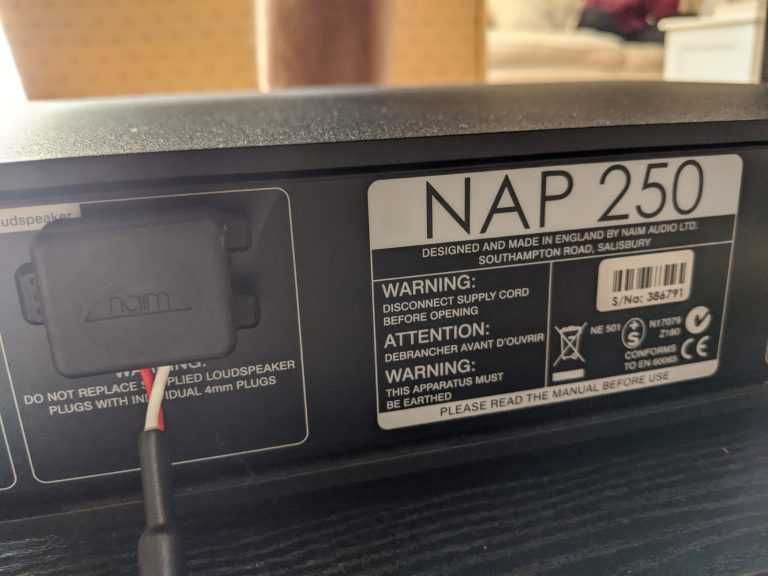 oudspeaker
naim
WARNING:
DO NOT REPLACE SUPPLIED LOUDSPEAKER
PLUGS WITH INDIVIDUAL 4mm PLUGS
NAP 250
DESIGNED AND MADE IN ENGLAND BY NAIM AUDIO LTD.
SOUTHAMPTON ROAD, SALISBURY
WARNING:
DISCONNECT SUPPLY CORD
BEFORE OPENING
ATTENTION:
DEBRANCHER AVANT D'OUVRIR
WARNING:
THIS APPARATUS MUST
BE EARTHED
S/No: 386791
NE 501
+S
N17079
Z180
CONFORMS
TO EN 60065
CE
PLEASE READ THE MANUAL BEFORE USE